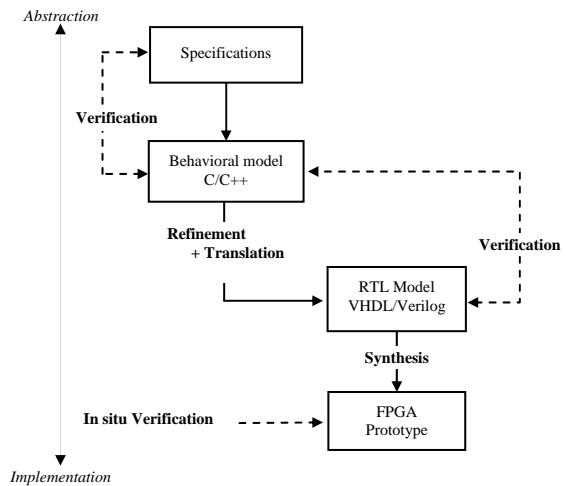 Abstraction
Specifications
Verification
Behavioral model
C/C++
Refinement
+ Translation
Verification
RTL Model
VHDL/Verilog
Synthesis
In situ Verification
FPGA
Prototype
Implementation